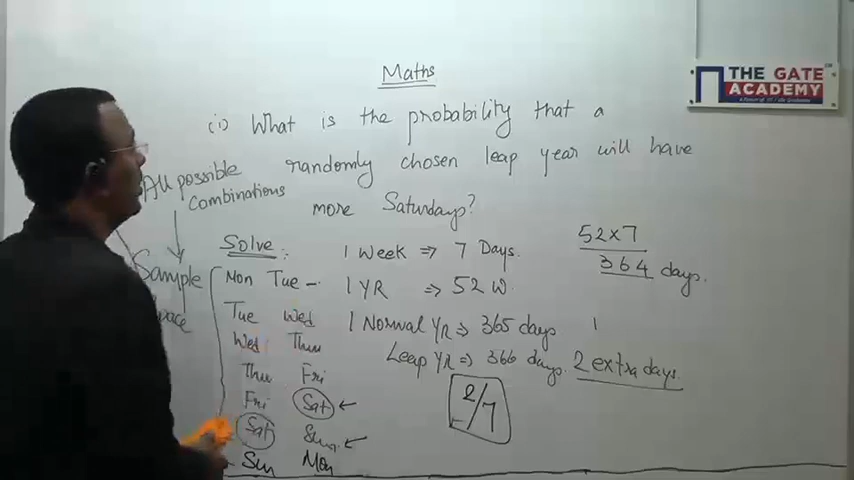 Maths
THE GATE
ACADEMY
(i) What is the probability that a
randomly chosen leap year will have
more Saturdays?
All possible
combinations
Sample
Solve:
1 Week => 7 Days.
52x7
364 days.
Mon Tue
1 YR => 52 W.
Tue Wed
1 Normal YR => 365 days
1
Wed Thu
Leap YR => 366 days. 2 extra days.
Thu Fri
Fri Sat
2/7
Sat Sun
Sun Mon